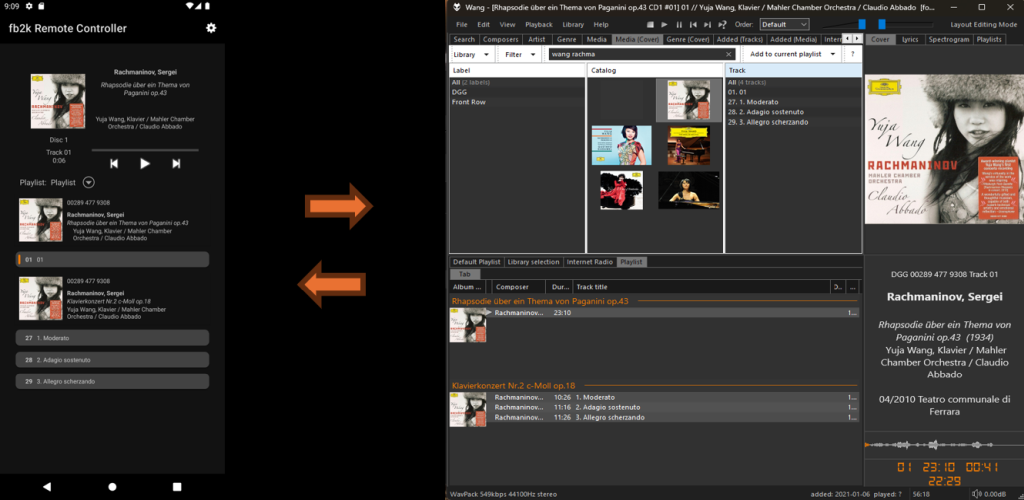 9:09
fb2k Remote Controller
Rachmaninov, Sergei
Rhapsodie über ein Thema von
Paganini op.43
Yuja Wang, Klavier / Mahler Chamber
Orchestra / Claudio Abbado
Disc 1
Track 01
0:06
Playlist: Playlist
00289 477 9308
Rachmaninov, Sergei
Rhapsodie über ein Thema von Paganini op.43
Yuja Wang, Klavier / Mahler Chamber
Orchestra / Claudio Abbado
01 01
00289 477 9308
Rachmaninov, Sergei
Klavierkonzert Nr.2 c-Moll op.18
Yuja Wang, Klavier / Mahler Chamber
Orchestra / Claudio Abbado
27 1. Moderato
28 2. Adagio sostenuto
29 3. Allegro scherzando
Wang - [Rhapsodie über ein Thema von Paganini op.43 CD1 #01] 01 // Yuja Wang, Klavier / Mahler Chamber Orchestra / Claudio Abbado [fo...
File Edit View Playback Library Help Order: Default Layout Editing Mode
Search Composers Artist Genre Media Media (Cover) Genre (Cover) Added (Tracks) Added (Media) Intern
Cover Lyrics Spectrogram Playlists
Library Filter wang rachma Add to current playlist ?
Label Catalog Track
All (2 labels)
DGG
Front Row
All (4 tracks)
01. 01
27. 1. Moderato
28. 2. Adagio sostenuto
29. 3. Allegro scherzando
Yuja
Wang
RACHMANINOV
MAHLER CHAMBER
ORCHESTRA
Claudio
Abbado
Default Playlist Library selection Internet Radio Playlist
Tab
Album ... Composer Dur... Track title D.. ...
Rhapsodie über ein Thema von Paganini op.43
Rachmaninov... 23:10 1...
Klavierkonzert Nr.2 c-Moll op.18
Rachmaninov... 10:26 1. Moderato 1...
Rachmaninov... 11:16 2. Adagio sostenuto 1...
Rachmaninov... 11:26 3. Allegro scherzando 1...
DGG 00289 477 9308 Track 01
Rachmaninov, Sergei
Rhapsodie über ein Thema von
Paganini op.43 (1934)
Yuja Wang, Klavier / Mahler
Chamber Orchestra / Claudio
Abbado
04/2010 Teatro communale di
Ferrara
01 23:10 00:41
22:29
WavPack 549kbps 44100Hz stereo added: 2021-01-06 played: ? 56:18 0.00dB